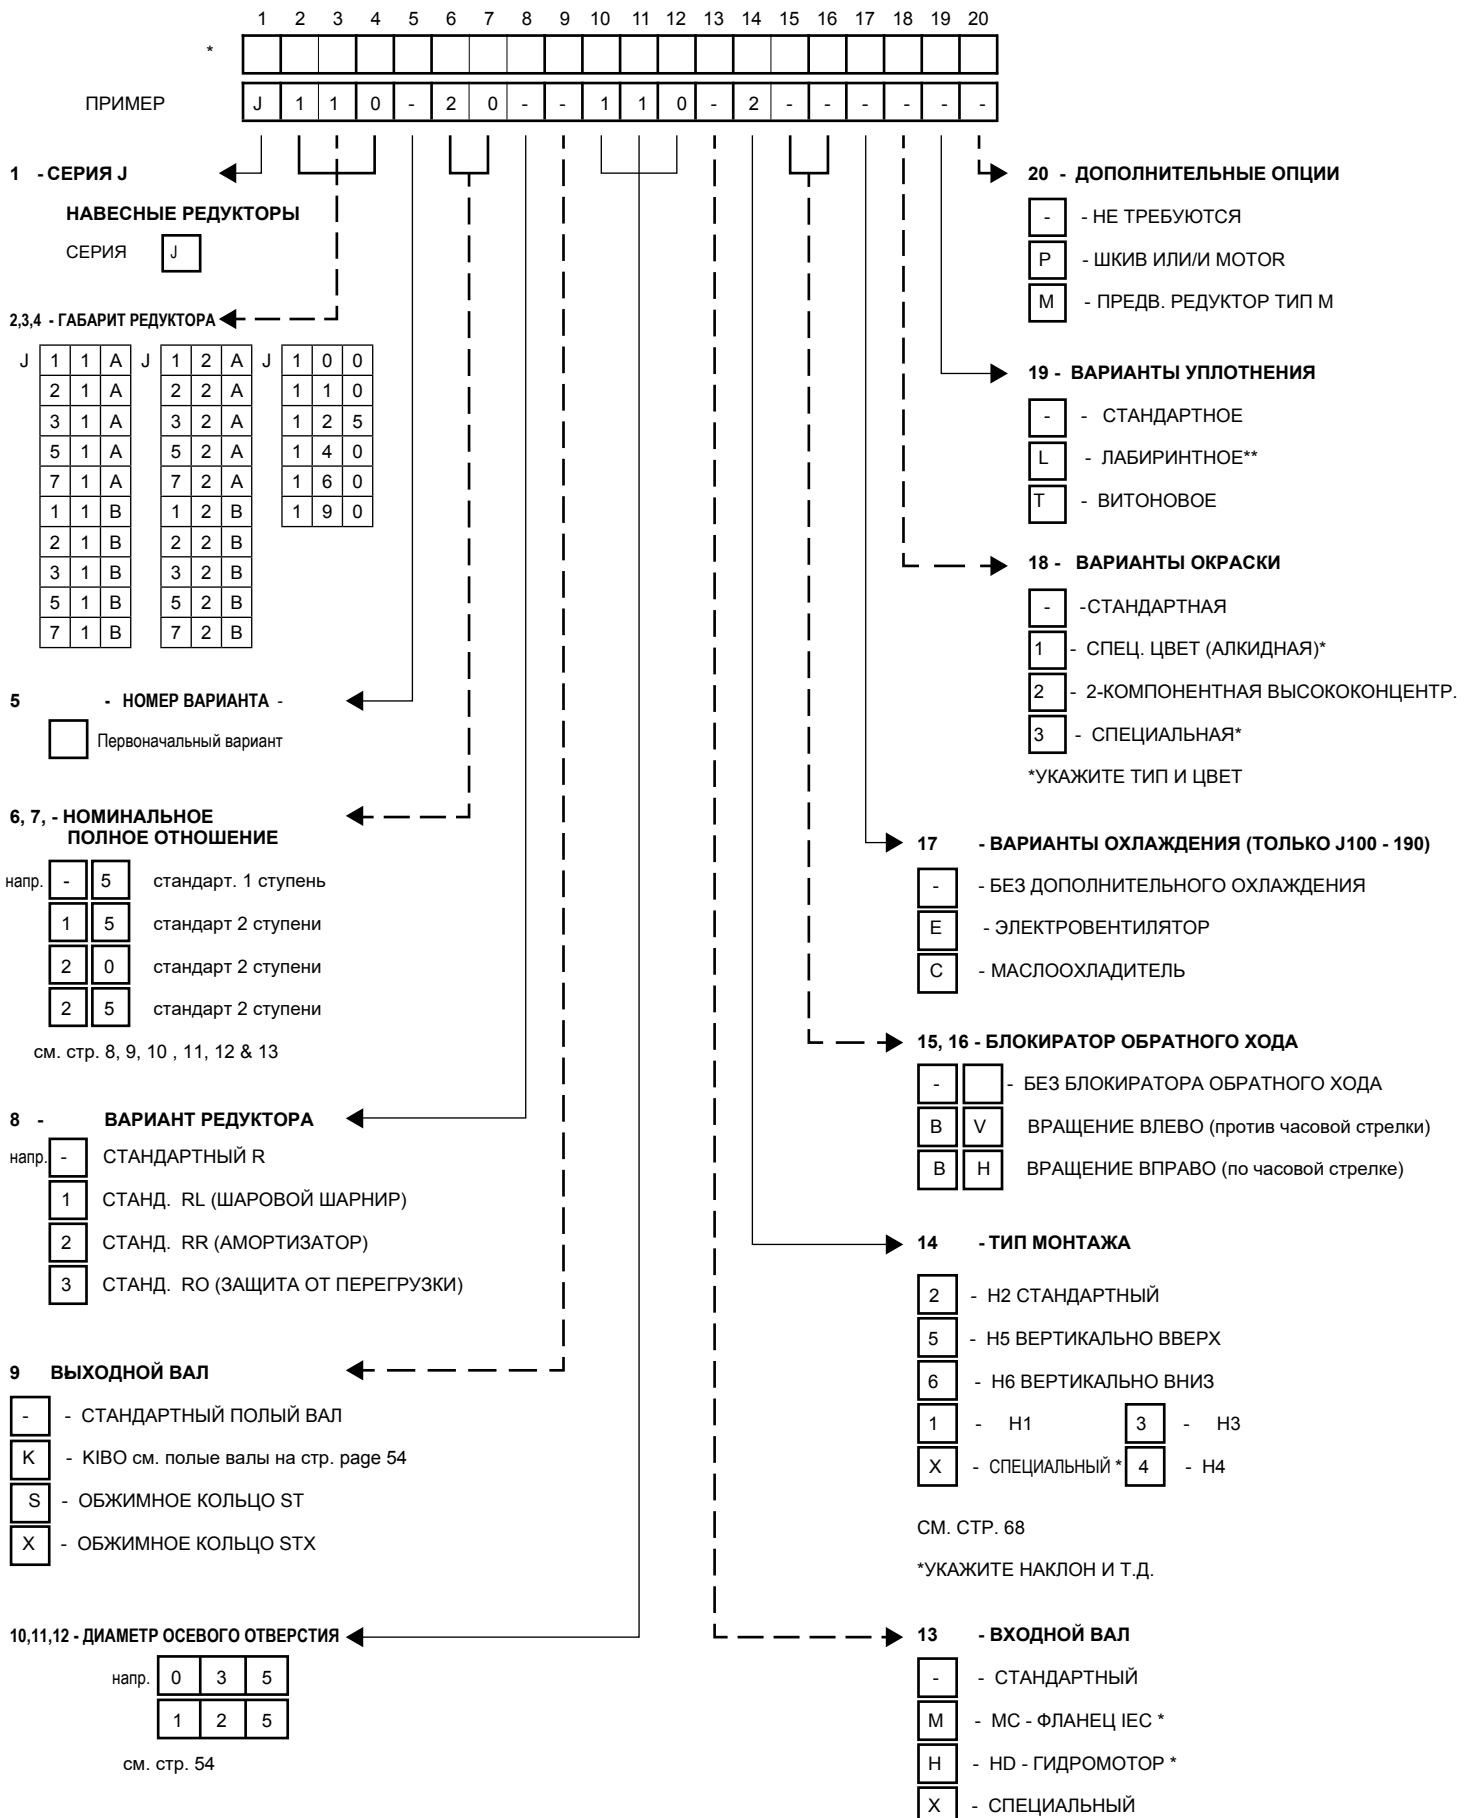 1 2 3 4 5 6 7 8 9 10 11 12 13 14 15 16 17 18 19 20
*
ПРИМЕР J 1 1 0 - 2 0 - - 1 1 0 - 2 - - - - - -
1 - СЕРИЯ J
НАВЕСНЫЕ РЕДУКТОРЫ
СЕРИЯ J
2,3,4 - ГАБАРИТ РЕДУКТОРА
J 1 1 A J 1 2 A J 1 0 0
2 1 A 2 2 A 1 1 0
3 1 A 3 2 A 1 2 5
5 1 A 5 2 A 1 4 0
7 1 A 7 2 A 1 6 0
1 1 B 1 2 B 1 9 0
2 1 B 2 2 B
3 1 B 3 2 B
5 1 B 5 2 B
7 1 B 7 2 B
5 - НОМЕР ВАРИАНТА -
Первоначальный вариант
6, 7, - НОМИНАЛЬНОЕ
ПОЛНОЕ ОТНОШЕНИЕ
напр. - 5 стандарт. 1 ступень
1 5 стандарт 2 ступени
2 0 стандарт 2 ступени
2 5 стандарт 2 ступени
см. стр. 8, 9, 10 , 11, 12 & 13
8 - ВАРИАНТ РЕДУКТОРА
напр. - СТАНДАРТНЫЙ R
1 СТАНД. RL (ШАРОВОЙ ШАРНИР)
2 СТАНД. RR (АМОРТИЗАТОР)
3 СТАНД. RO (ЗАЩИТА ОТ ПЕРЕГРУЗКИ)
9 ВЫХОДНОЙ ВАЛ
- - СТАНДАРТНЫЙ ПОЛЫЙ ВАЛ
K - KIBO см. полые валы на стр. page 54
S - ОБЖИМНОЕ КОЛЬЦО ST
X - ОБЖИМНОЕ КОЛЬЦО STX
10,11,12 - ДИАМЕТР ОСЕВОГО ОТВЕРСТИЯ
напр. 0 3 5
1 2 5
см. стр. 54
20 - ДОПОЛНИТЕЛЬНЫЕ ОПЦИИ
- - НЕ ТРЕБУЮТСЯ
P - ШКИВ ИЛИ/И MOTOR
M - ПРЕДВ. РЕДУКТОР ТИП M
19 - ВАРИАНТЫ УПЛОТНЕНИЯ
- - СТАНДАРТНОЕ
L - ЛАБИРИНТНОЕ**
T - ВИТОНОВОЕ
18 - ВАРИАНТЫ ОКРАСКИ
- -СТАНДАРТНАЯ
1 - СПЕЦ. ЦВЕТ (АЛКИДНАЯ)*
2 - 2-КОМПОНЕНТНАЯ ВЫСОКОКОНЦЕНТР.
3 - СПЕЦИАЛЬНАЯ*
*УКАЖИТЕ ТИП И ЦВЕТ
17 - ВАРИАНТЫ ОХЛАЖДЕНИЯ (ТОЛЬКО J100 - 190)
- - БЕЗ ДОПОЛНИТЕЛЬНОГО ОХЛАЖДЕНИЯ
E - ЭЛЕКТРОВЕНТИЛЯТОР
C - МАСЛООХЛАДИТЕЛЬ
15, 16 - БЛОКИРАТОР ОБРАТНОГО ХОДА
- - БЕЗ БЛОКИРАТОРА ОБРАТНОГО ХОДА
B V ВРАЩЕНИЕ ВЛЕВО (против часовой стрелки)
B H ВРАЩЕНИЕ ВПРАВО (по часовой стрелке)
14 - ТИП МОНТАЖА
2 - H2 СТАНДАРТНЫЙ
5 - H5 ВЕРТИКАЛЬНО ВВЕРХ
6 - H6 ВЕРТИКАЛЬНО ВНИЗ
1 - H1 3 - H3
X - СПЕЦИАЛЬНЫЙ * 4 - H4
СМ. СТР. 68
*УКАЖИТЕ НАКЛОН И Т.Д.
13 - ВХОДНОЙ ВАЛ
- - СТАНДАРТНЫЙ
M - MC - ФЛАНЕЦ IEC *
H - HD - ГИДРОМОТОР *
X - СПЕЦИАЛЬНЫЙ